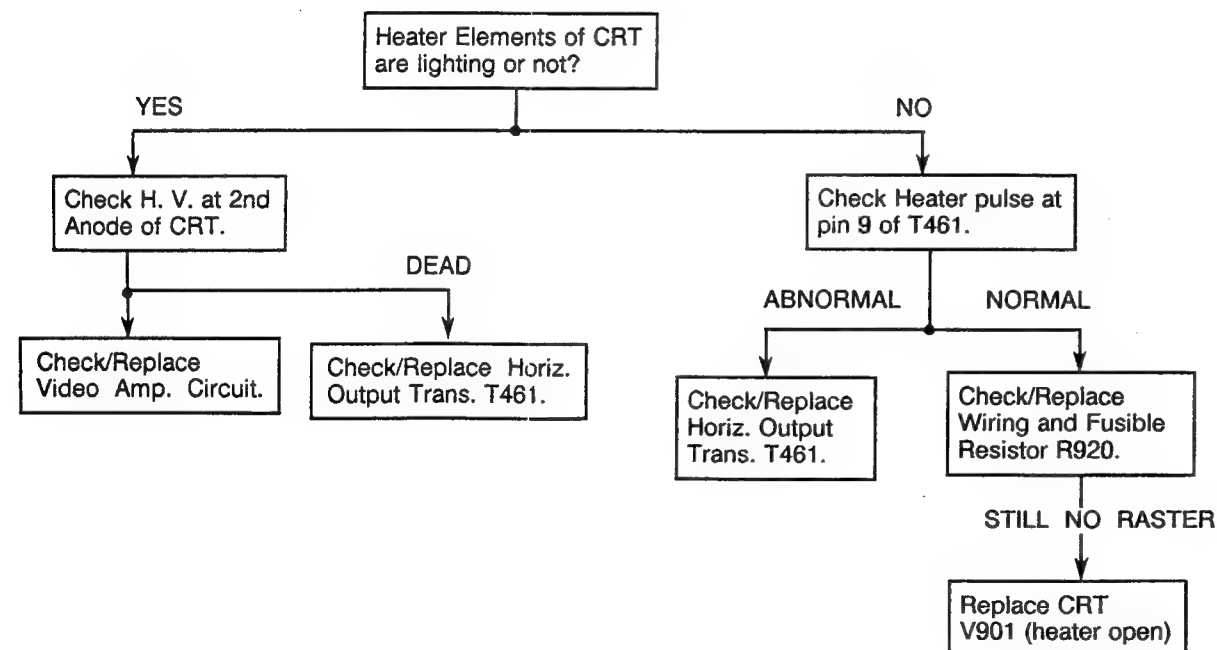 Heater Elements of CRT
are lighting or not?
YES
NO
Check H. V. at 2nd
Anode of CRT.
Check Heater pulse at
pin 9 of T461.
DEAD
ABNORMAL
NORMAL
Check/Replace
Video Amp. Circuit.
Check/Replace Horiz.
Output Trans. T461.
Check/Replace
Horiz. Output
Trans. T461.
Check/Replace
Wiring and Fusible
Resistor R920.
STILL NO RASTER
Replace CRT
V901 (heater open)